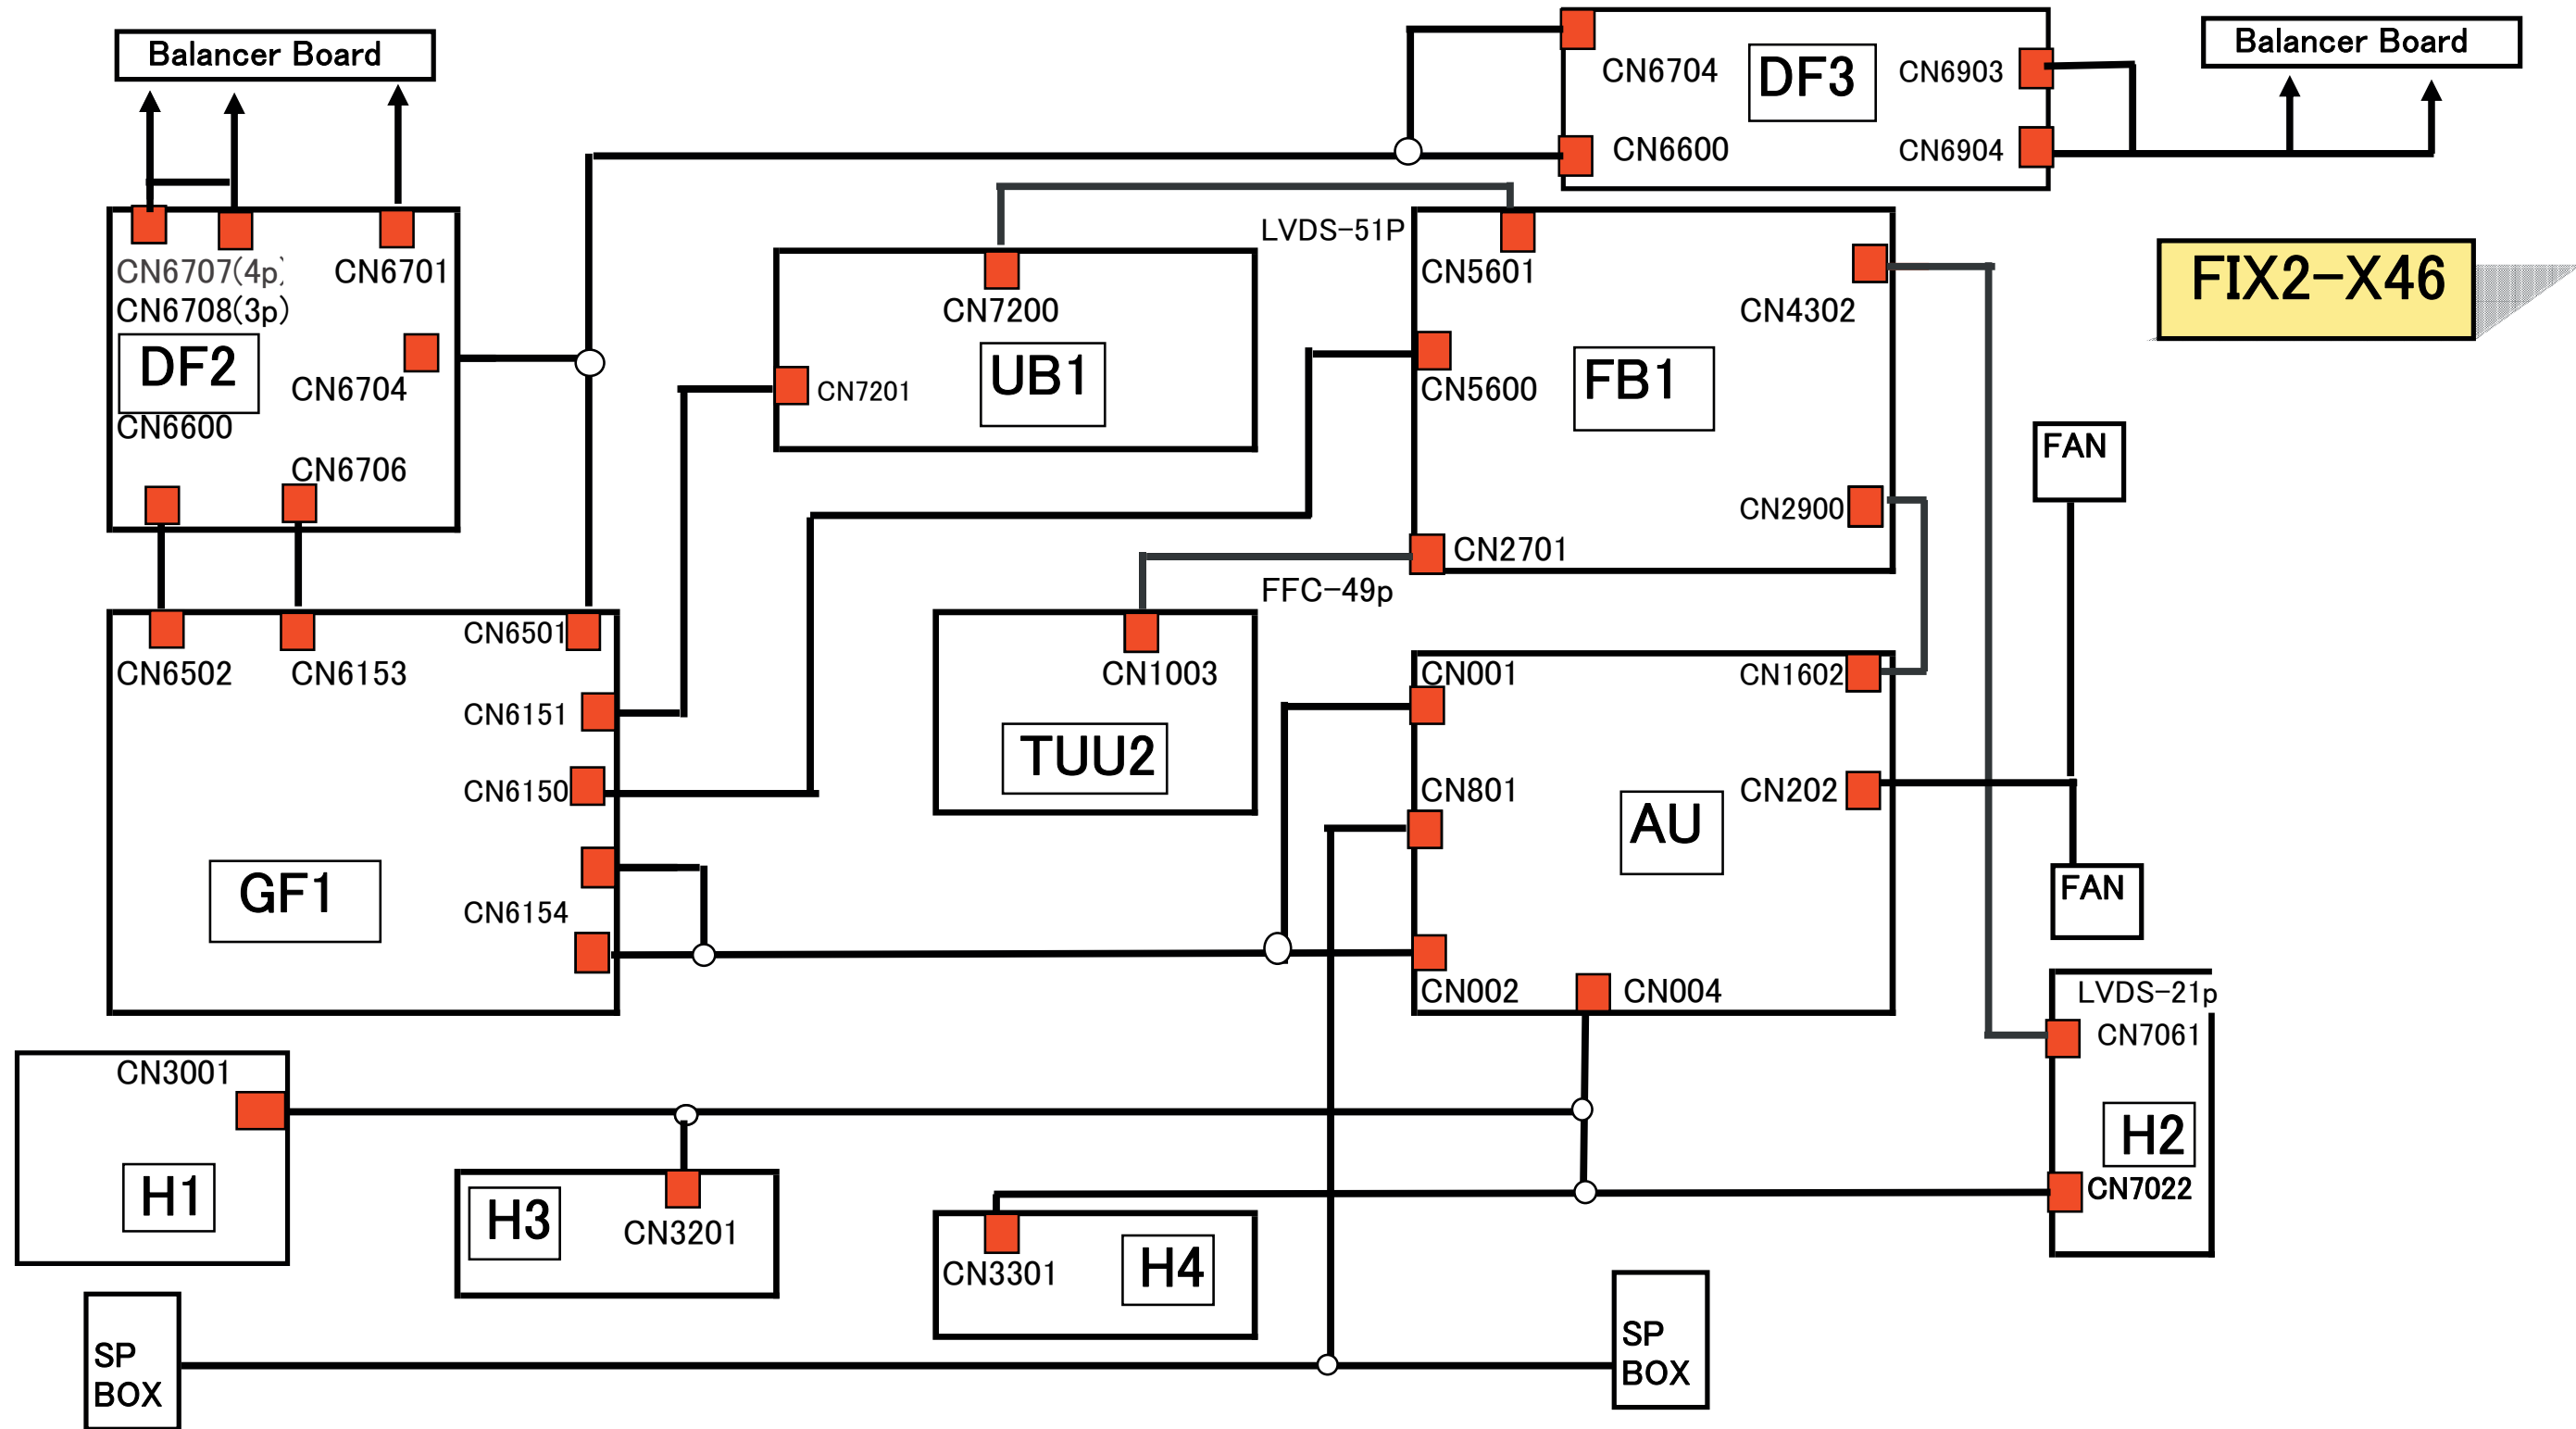 Balancer Board
Balancer Board
CN6704
DF3
CN6903
CN6600
CN6904
CN6707(4p)
CN6701
CN6708(3p)
DF2
CN6704
CN6600
CN6706
LVDS-51P
CN7200
UB1
CN7201
CN5601
CN4302
CN5600
FB1
CN2900
CN2701
FIX2-X46
FAN
FFC-49p
CN6501
CN6502
CN6153
CN6151
CN6150
GF1
CN6154
CN1003
TUU2
CN001
CN1602
CN801
CN202
AU
CN002
CN004
FAN
LVDS-21p
CN7061
H2
CN7022
CN3001
H1
H3
CN3201
CN3301
H4
SP
BOX
SP
BOX